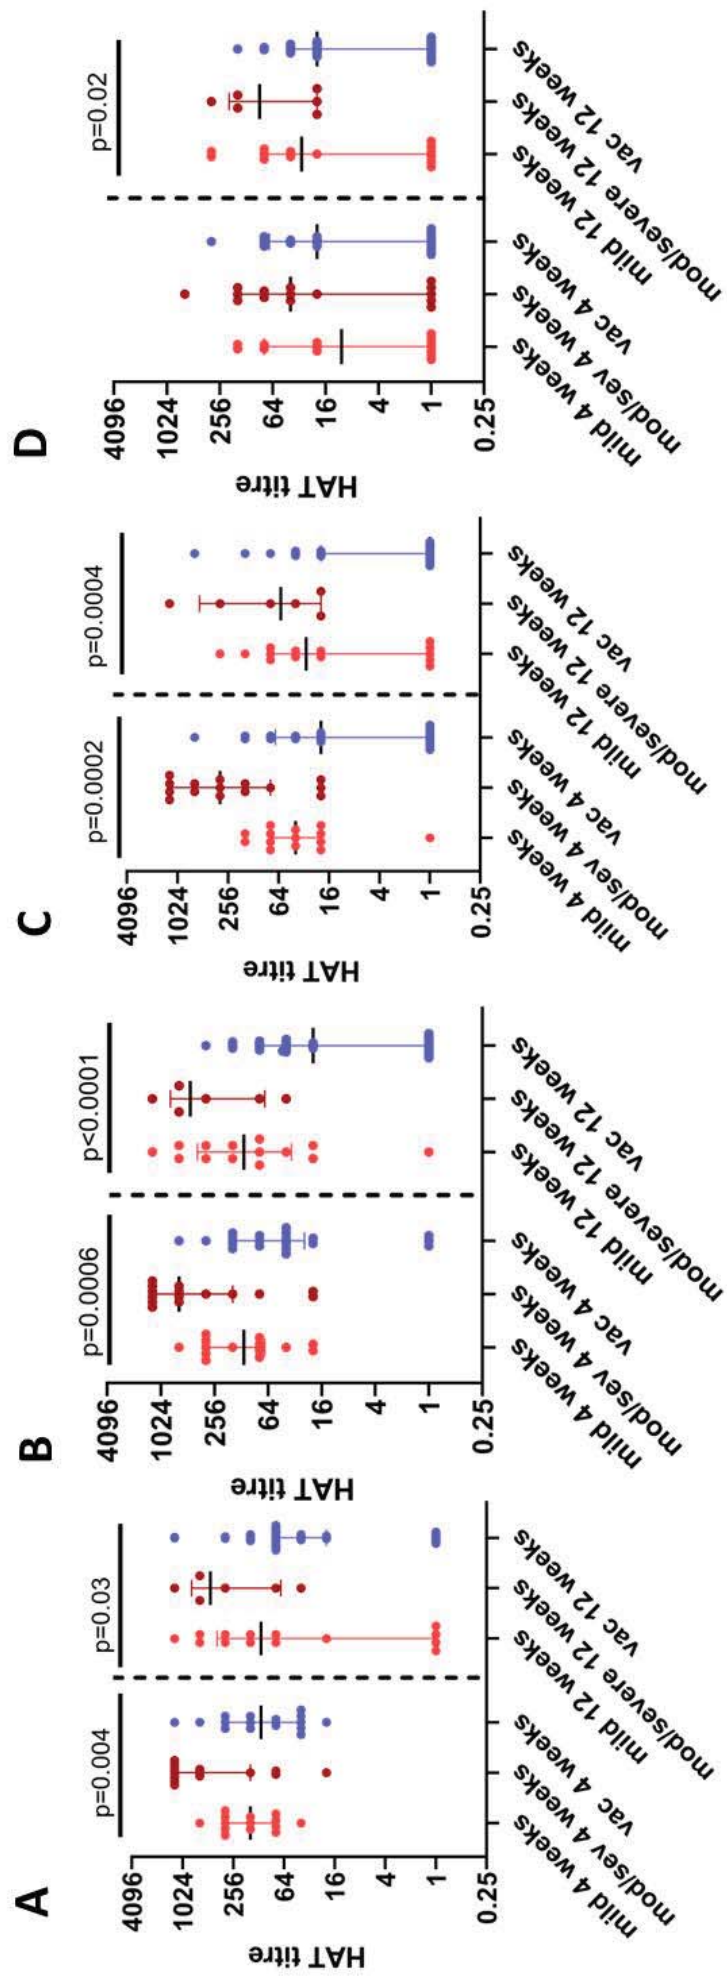 A
p=0.004
p=0.03
4096
1024
256
64
16
4
1
0.25
HAT titre
mild 4 weeks
mod/sev 4 weeks
vac 4 weeks
mild 12 weeks
mod/severe 12 weeks
vac 12 weeks
B
p=0.0006
p<0.0001
4096
1024
256
64
16
4
1
0.25
HAT titre
mild 4 weeks
mod/sev 4 weeks
vac 4 weeks
mild 12 weeks
mod/severe 12 weeks
vac 12 weeks
C
p=0.0002
p=0.0004
4096
1024
256
64
16
4
1
0.25
HAT titre
mild 4 weeks
mod/sev 4 weeks
vac 4 weeks
mild 12 weeks
mod/severe 12 weeks
vac 12 weeks
D
p=0.02
4096
1024
256
64
16
4
1
0.25
HAT titre
mild 4 weeks
mod/sev 4 weeks
vac 4 weeks
mild 12 weeks
mod/severe 12 weeks
vac 12 weeks